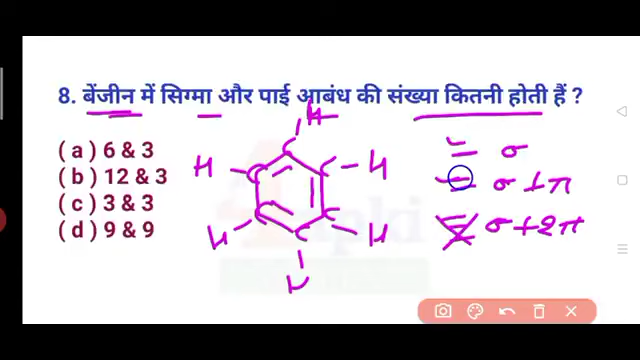 8. बेंजीन में सिग्मा और पाई आबंध की संख्या कितनी होती हैं ?
( a ) 6 & 3
( b ) 12 & 3
( c ) 3 & 3
( d ) 9 & 9
H
H H
H H
H
C C C C C C
= σ
= σ + π
≡ σ + 2π